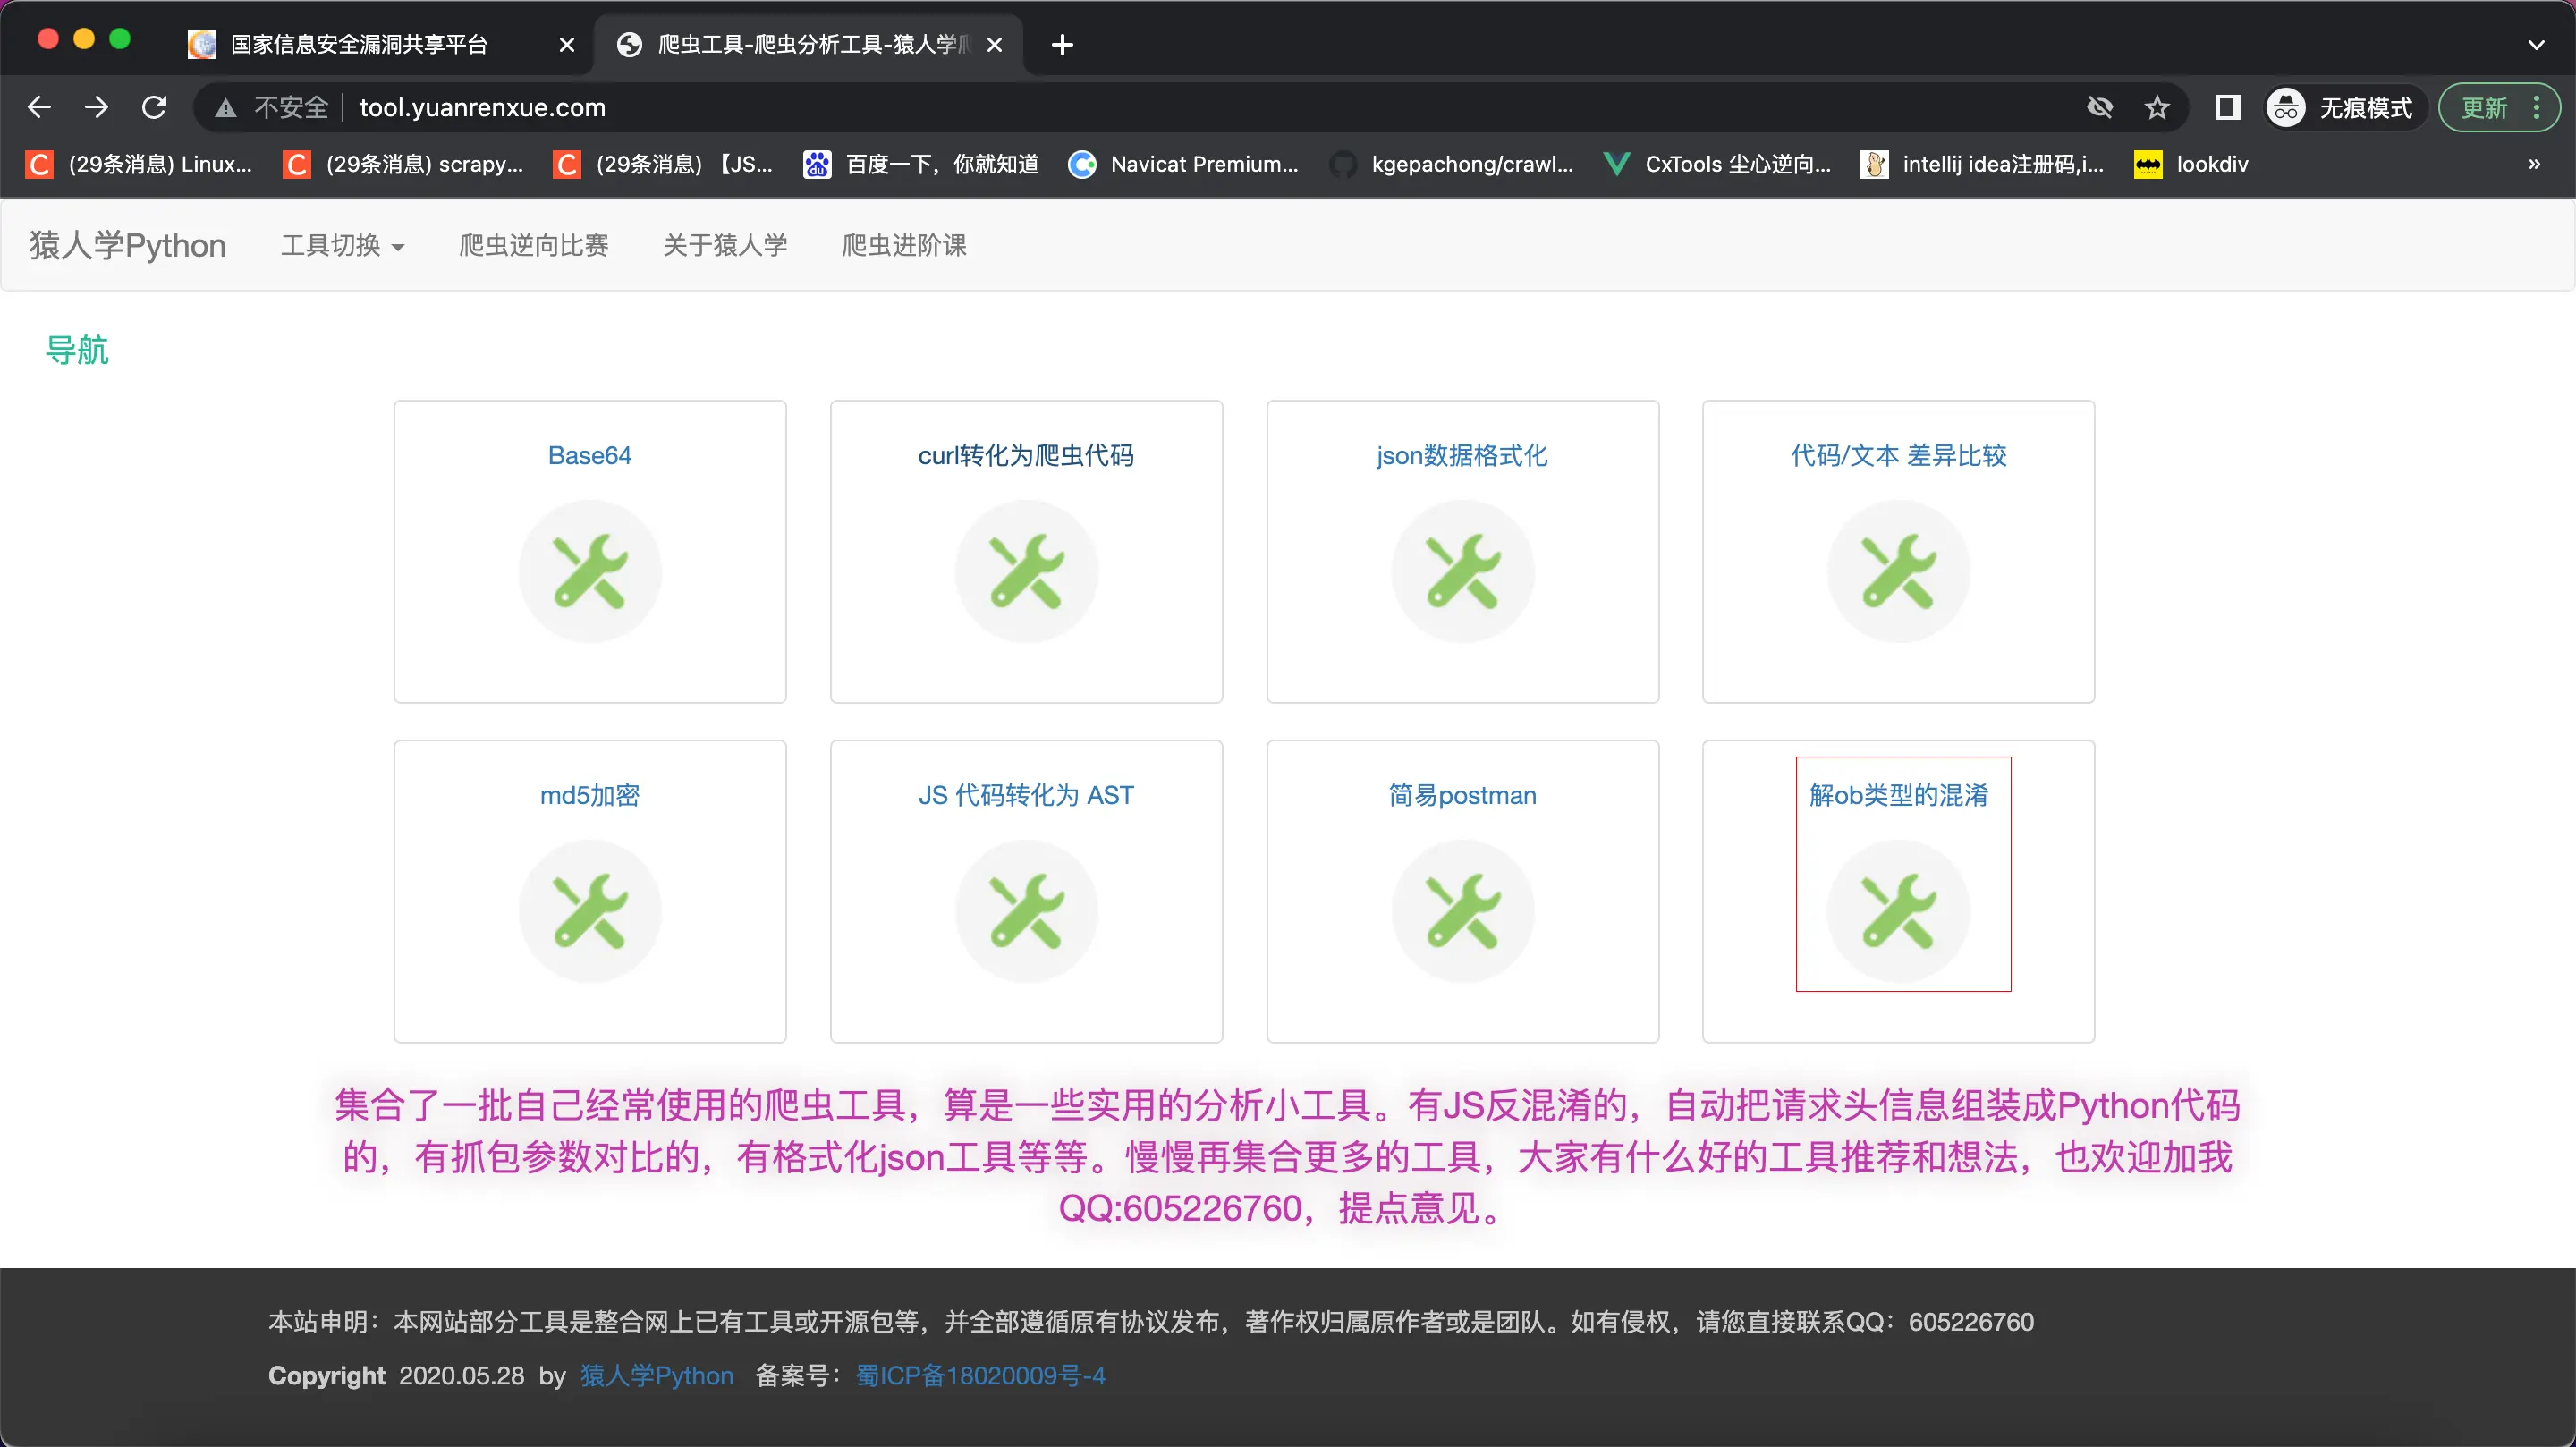 国家信息安全漏洞共享平台
爬虫工具-爬虫分析工具-猿人学
不安全 tool.yuanrenxue.com 无痕模式 更新
(29条消息) Linux... (29条消息) scrapy... (29条消息) 【JS... 百度一下，你就知道 Navicat Premium... kgepachong/crawl... CxTools 尘心逆向... intellij idea注册码,i... lookdiv
猿人学Python 工具切换 爬虫逆向比赛 关于猿人学 爬虫进阶课
导航
Base64 curl转化为爬虫代码 json数据格式化 代码/文本 差异比较
md5加密 JS 代码转化为 AST 简易postman 解ob类型的混淆
集合了一批自己经常使用的爬虫工具，算是一些实用的分析小工具。有JS反混淆的，自动把请求头信息组装成Python代码
的，有抓包参数对比的，有格式化json工具等等。慢慢再集合更多的工具，大家有什么好的工具推荐和想法，也欢迎加我
QQ:605226760，提点意见。
本站申明：本网站部分工具是整合网上已有工具或开源包等，并全部遵循原有协议发布，著作权归属原作者或是团队。如有侵权，请您直接联系QQ：605226760
Copyright 2020.05.28 by 猿人学Python 备案号：蜀ICP备18020009号-4